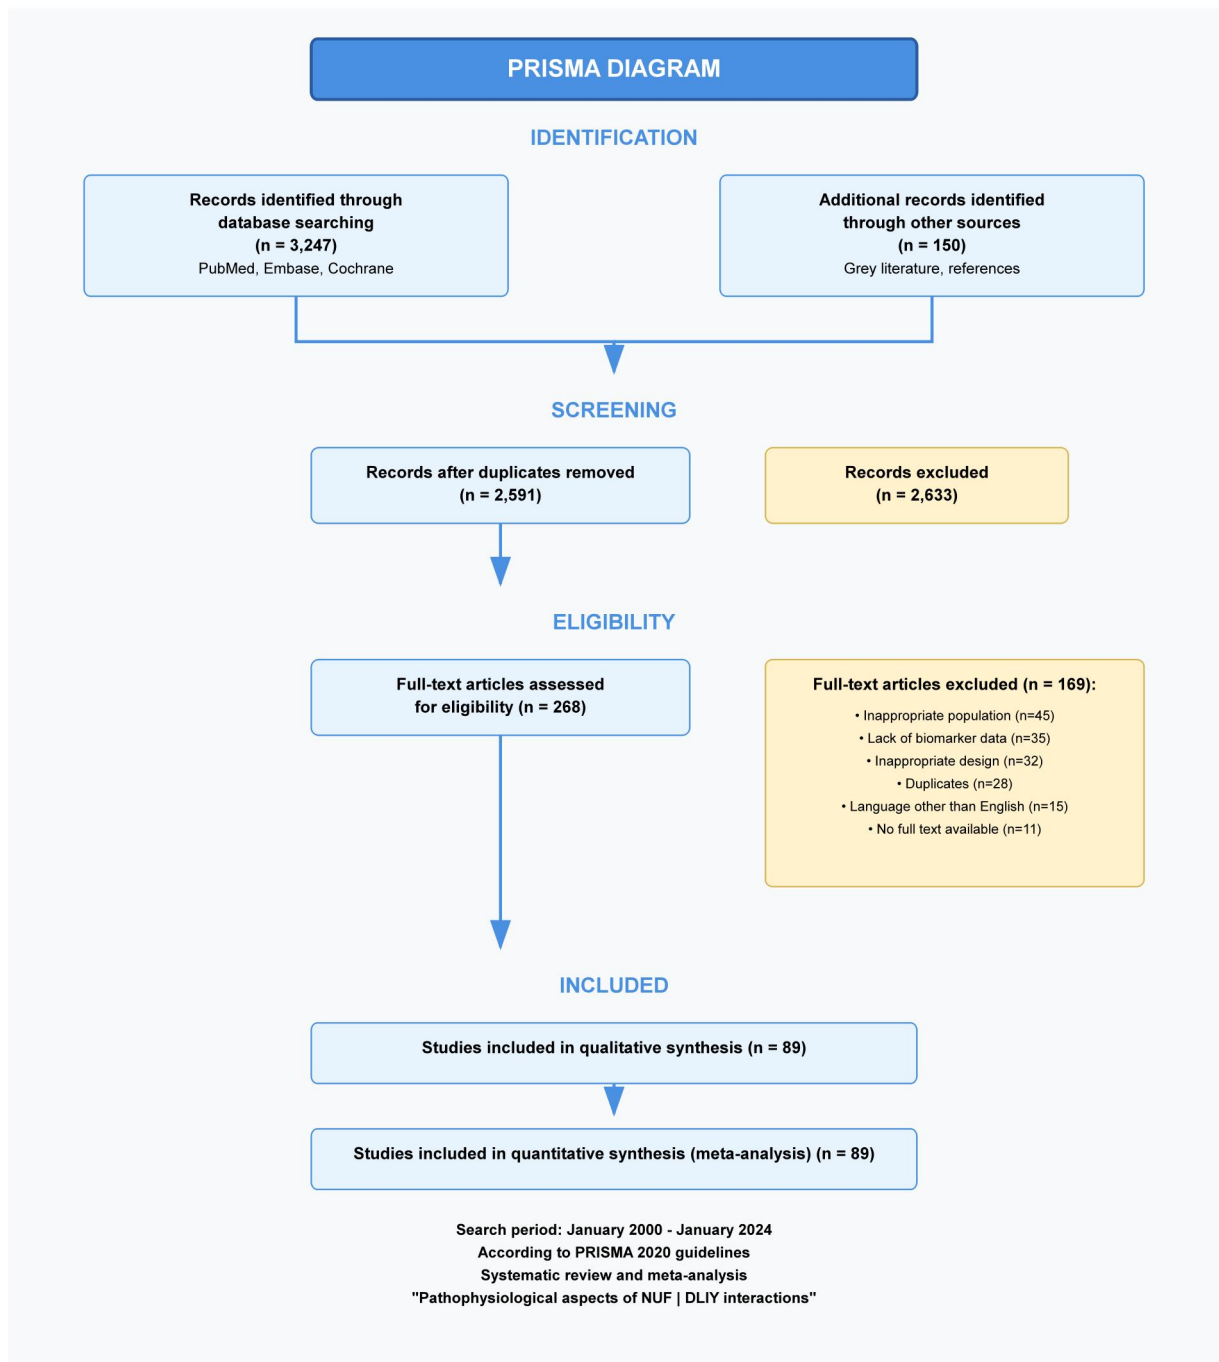 PRISMA DIAGRAM
IDENTIFICATION
Records identified through
database searching
(n = 3,247)
PubMed, Embase, Cochrane
Additional records identified
through other sources
(n = 150)
Grey literature, references
SCREENING
Records after duplicates removed
(n = 2,591)
Records excluded
(n = 2,633)
ELIGIBILITY
Full-text articles assessed
for eligibility (n = 268)
Full-text articles excluded (n = 169):
• Inappropriate population (n=45)
• Lack of biomarker data (n=35)
• Inappropriate design (n=32)
• Duplicates (n=28)
• Language other than English (n=15)
• No full text available (n=11)
INCLUDED
Studies included in qualitative synthesis (n = 89)
Studies included in quantitative synthesis (meta-analysis) (n = 89)
Search period: January 2000 - January 2024
According to PRISMA 2020 guidelines
Systematic review and meta-analysis
"Pathophysiological aspects of NUF | DLIY interactions"